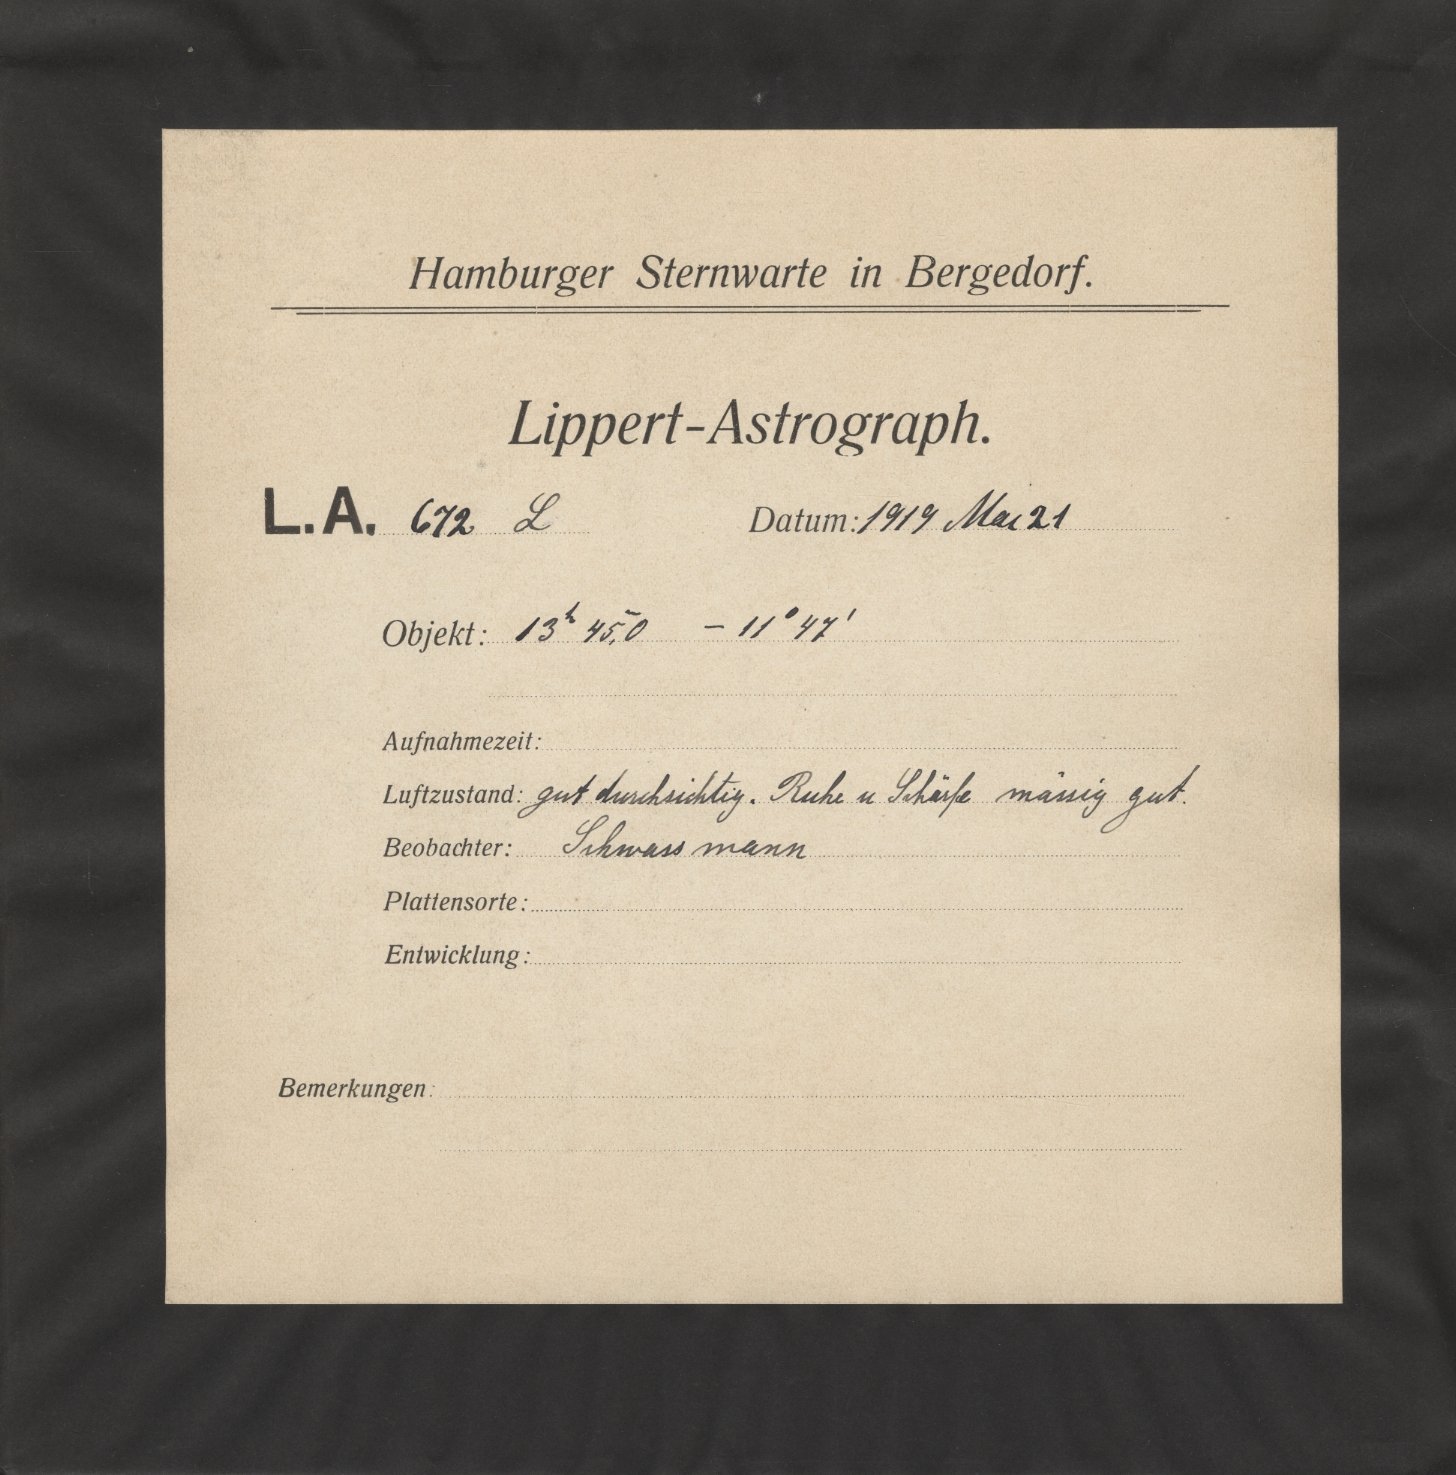 Hamburger Sternwarte in Bergedorf.
Lippert-Astrograph.
L.A. 672 L Datum: 1919 Mai 21
Objekt: 13ʰ 45,0 – 11° 47'
Aufnahmezeit:
Luftzustand: gut durchsichtig. Ruhe u Schärfe mässig gut.
Beobachter: Schwassmann
Plattensorte:
Entwicklung:
Bemerkungen: